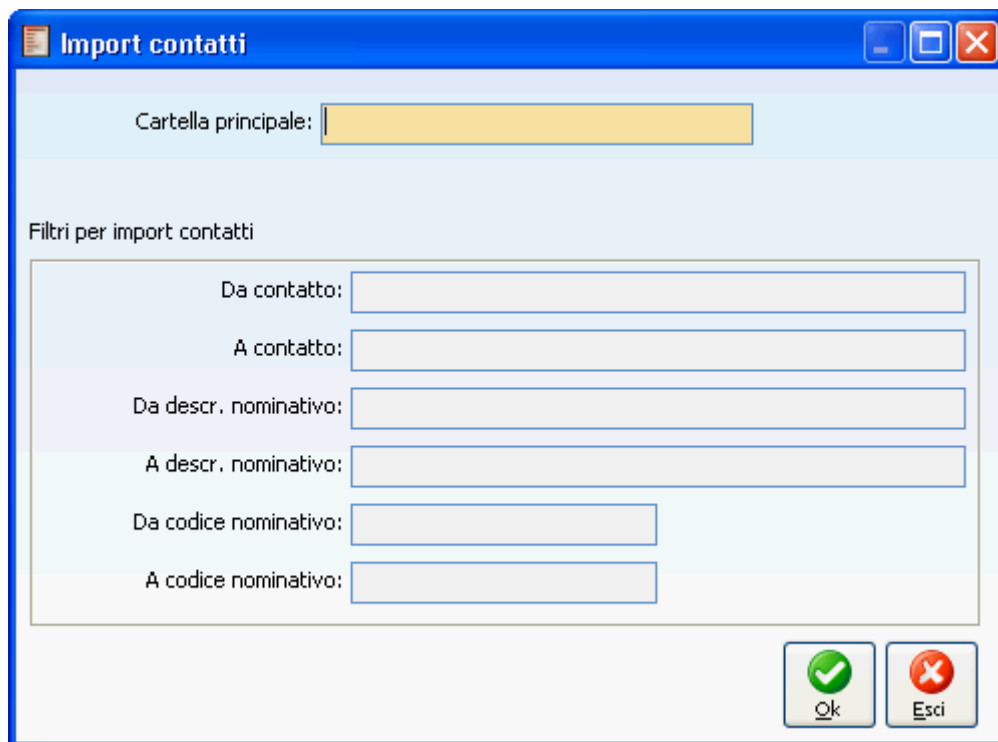 Import contatti
Cartella principale:
Filtri per import contatti
Da contatto:
A contatto:
Da descr. nominativo:
A descr. nominativo:
Da codice nominativo:
A codice nominativo:
Ok Esci